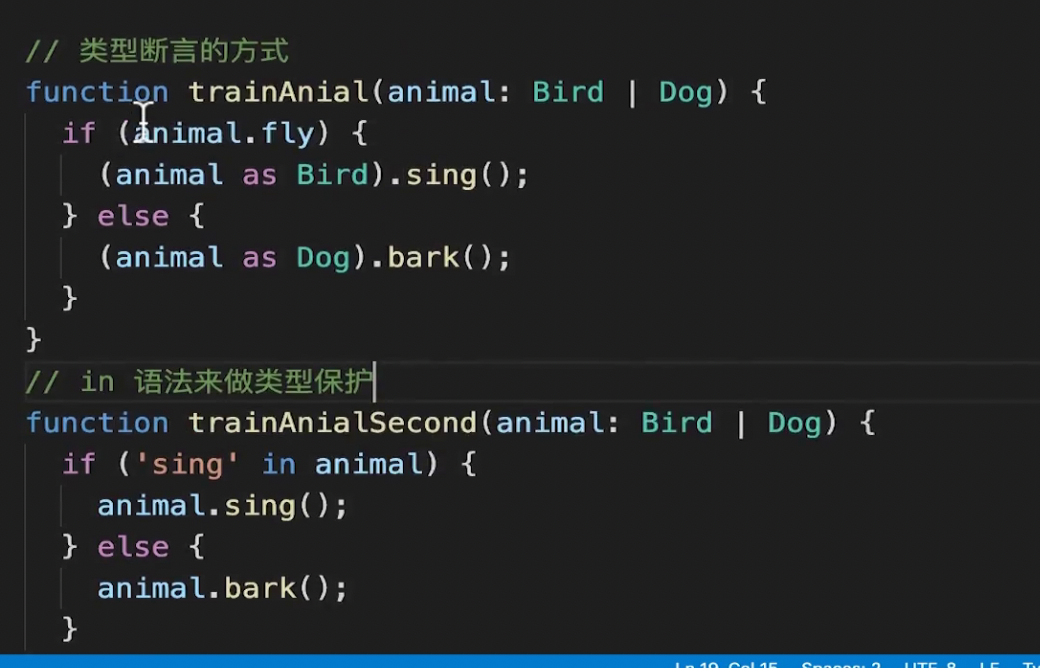 // 类型断言的方式
function trainAnial(animal: Bird | Dog) {
  if (animal.fly) {
    (animal as Bird).sing();
  } else {
    (animal as Dog).bark();
  }
}
// in 语法来做类型保护
function trainAnialSecond(animal: Bird | Dog) {
  if ('sing' in animal) {
    animal.sing();
  } else {
    animal.bark();
  }
Ln 19, Col 15 Spaces: 2 UTF-8 LF